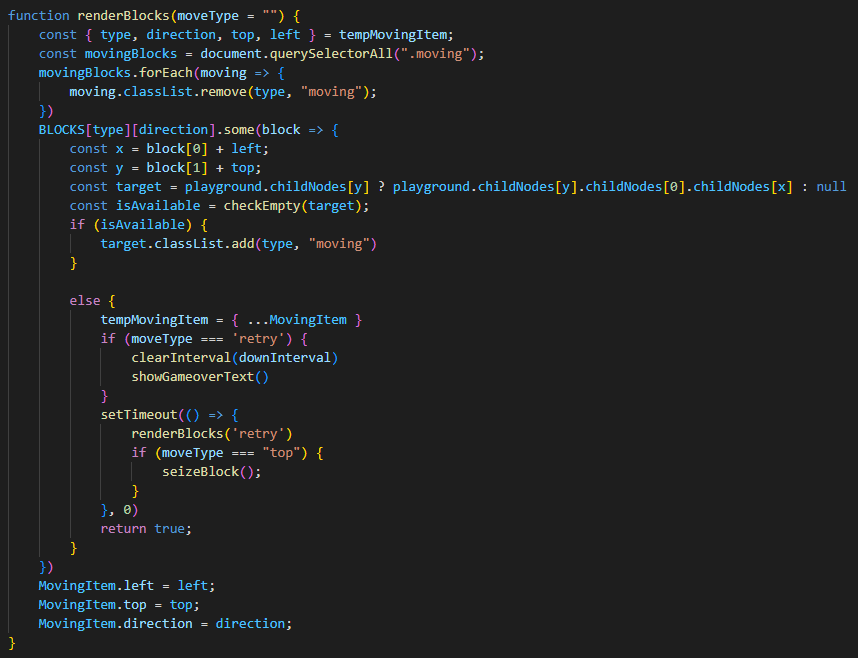 function renderBlocks(moveType = "") {
    const { type, direction, top, left } = tempMovingItem;
    const movingBlocks = document.querySelectorAll(".moving");
    movingBlocks.forEach(moving => {
        moving.classList.remove(type, "moving");
    })
    BLOCKS[type][direction].some(block => {
        const x = block[0] + left;
        const y = block[1] + top;
        const target = playground.childNodes[y] ? playground.childNodes[y].childNodes[0].childNodes[x] : null
        const isAvailable = checkEmpty(target);
        if (isAvailable) {
            target.classList.add(type, "moving")
        }

        else {
            tempMovingItem = { ...MovingItem }
            if (moveType === 'retry') {
                clearInterval(downInterval)
                showGameoverText()
            }
            setTimeout(() => {
                renderBlocks('retry')
                if (moveType === "top") {
                    seizeBlock();
                }
            }, 0)
            return true;
        }
    })
    MovingItem.left = left;
    MovingItem.top = top;
    MovingItem.direction = direction;
}